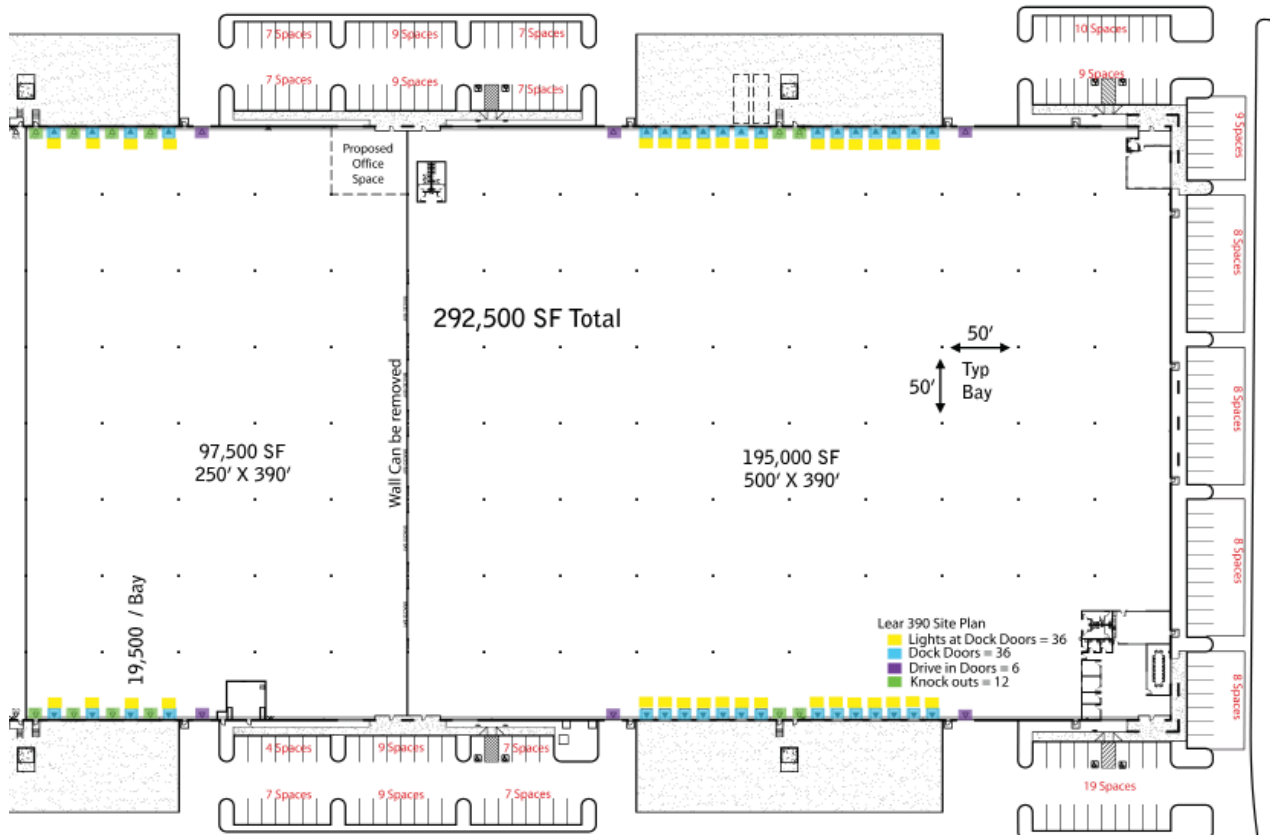 7 Spaces
9 Spaces
7 Spaces
10 Spaces
7 Spaces
9 Spaces
7 Spaces
9 Spaces
9 Spaces
Proposed
Office
Space
8 Spaces
292,500 SF Total
50'
Typ
Bay
50'
Wall Can be removed
8 Spaces
97,500 SF
250' X 390'
195,000 SF
500' X 390'
8 Spaces
19,500 / Bay
Lear 390 Site Plan
Lights at Dock Doors = 36
Dock Doors = 36
Drive in Doors = 6
Knock outs = 12
8 Spaces
4 Spaces
9 Spaces
7 Spaces
7 Spaces
9 Spaces
7 Spaces
19 Spaces